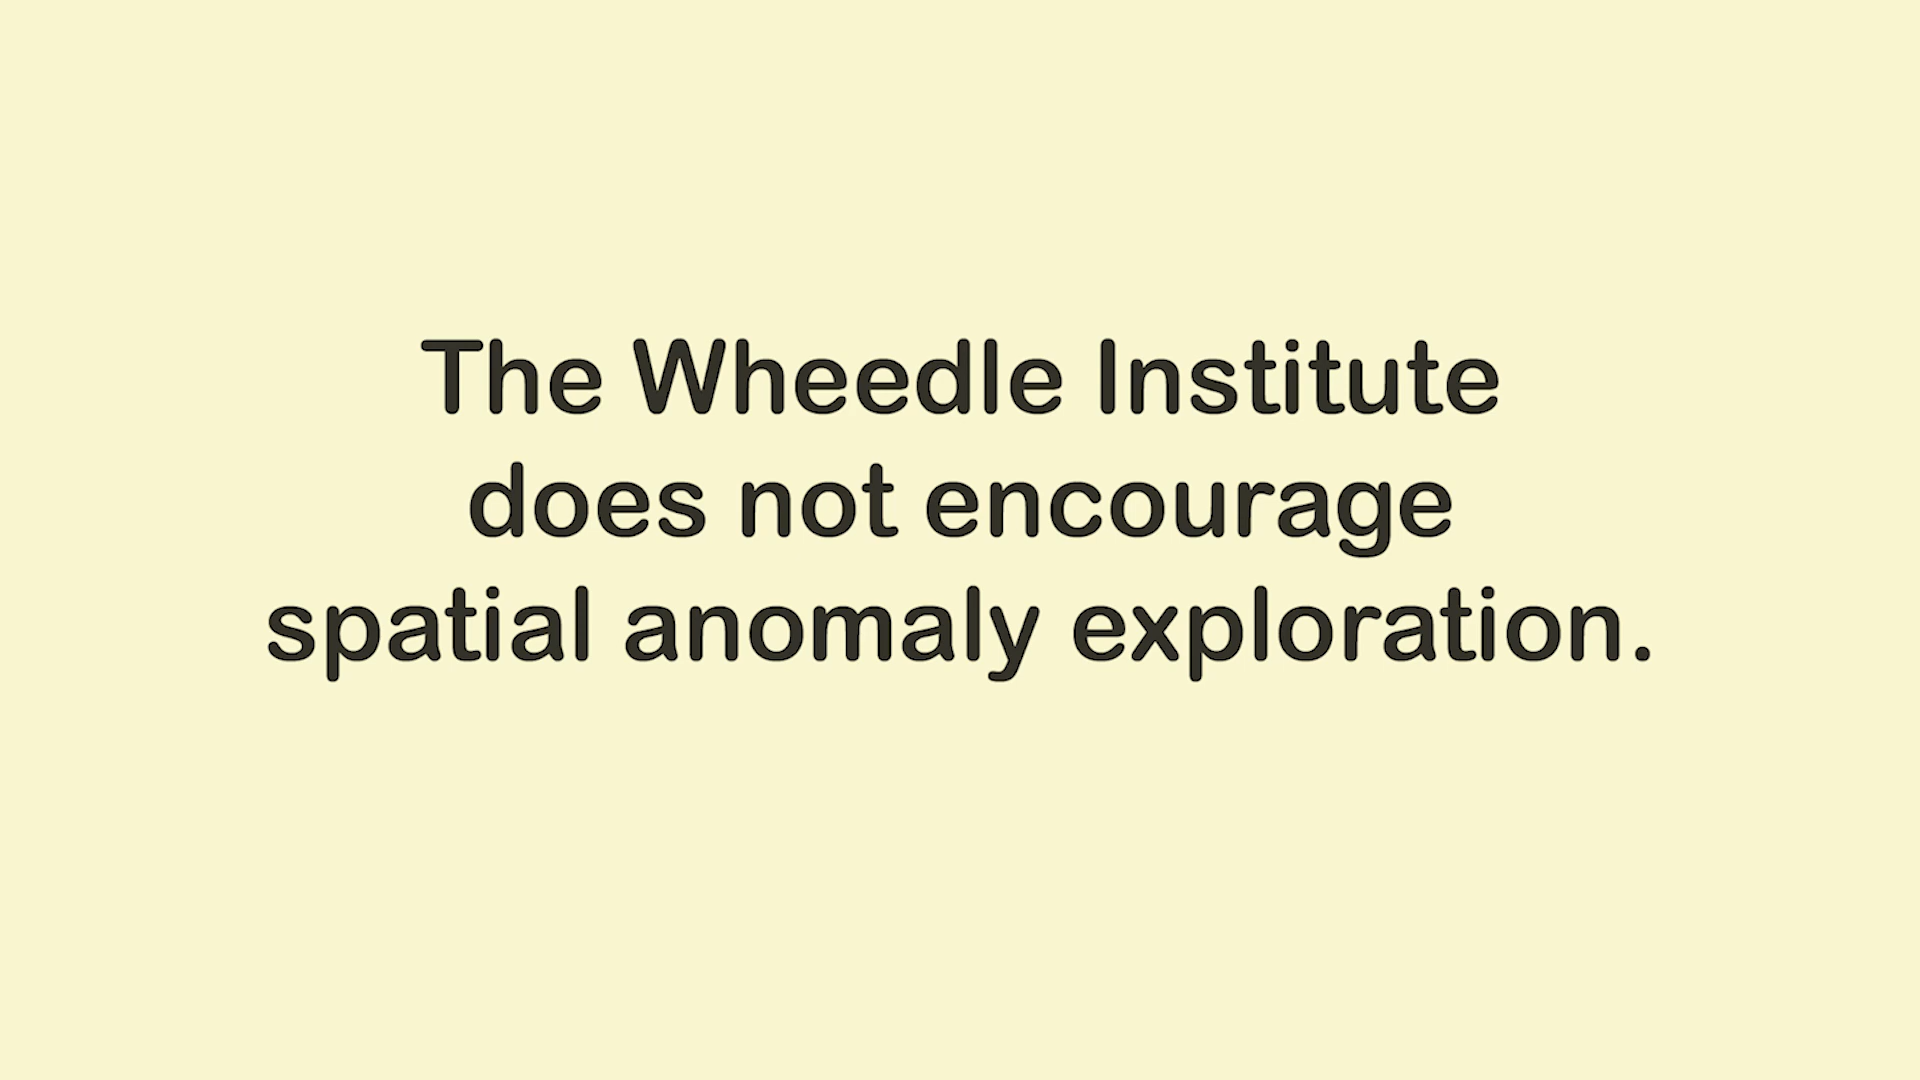 The Wheedle Institute
does not encourage
spatial anomaly exploration.